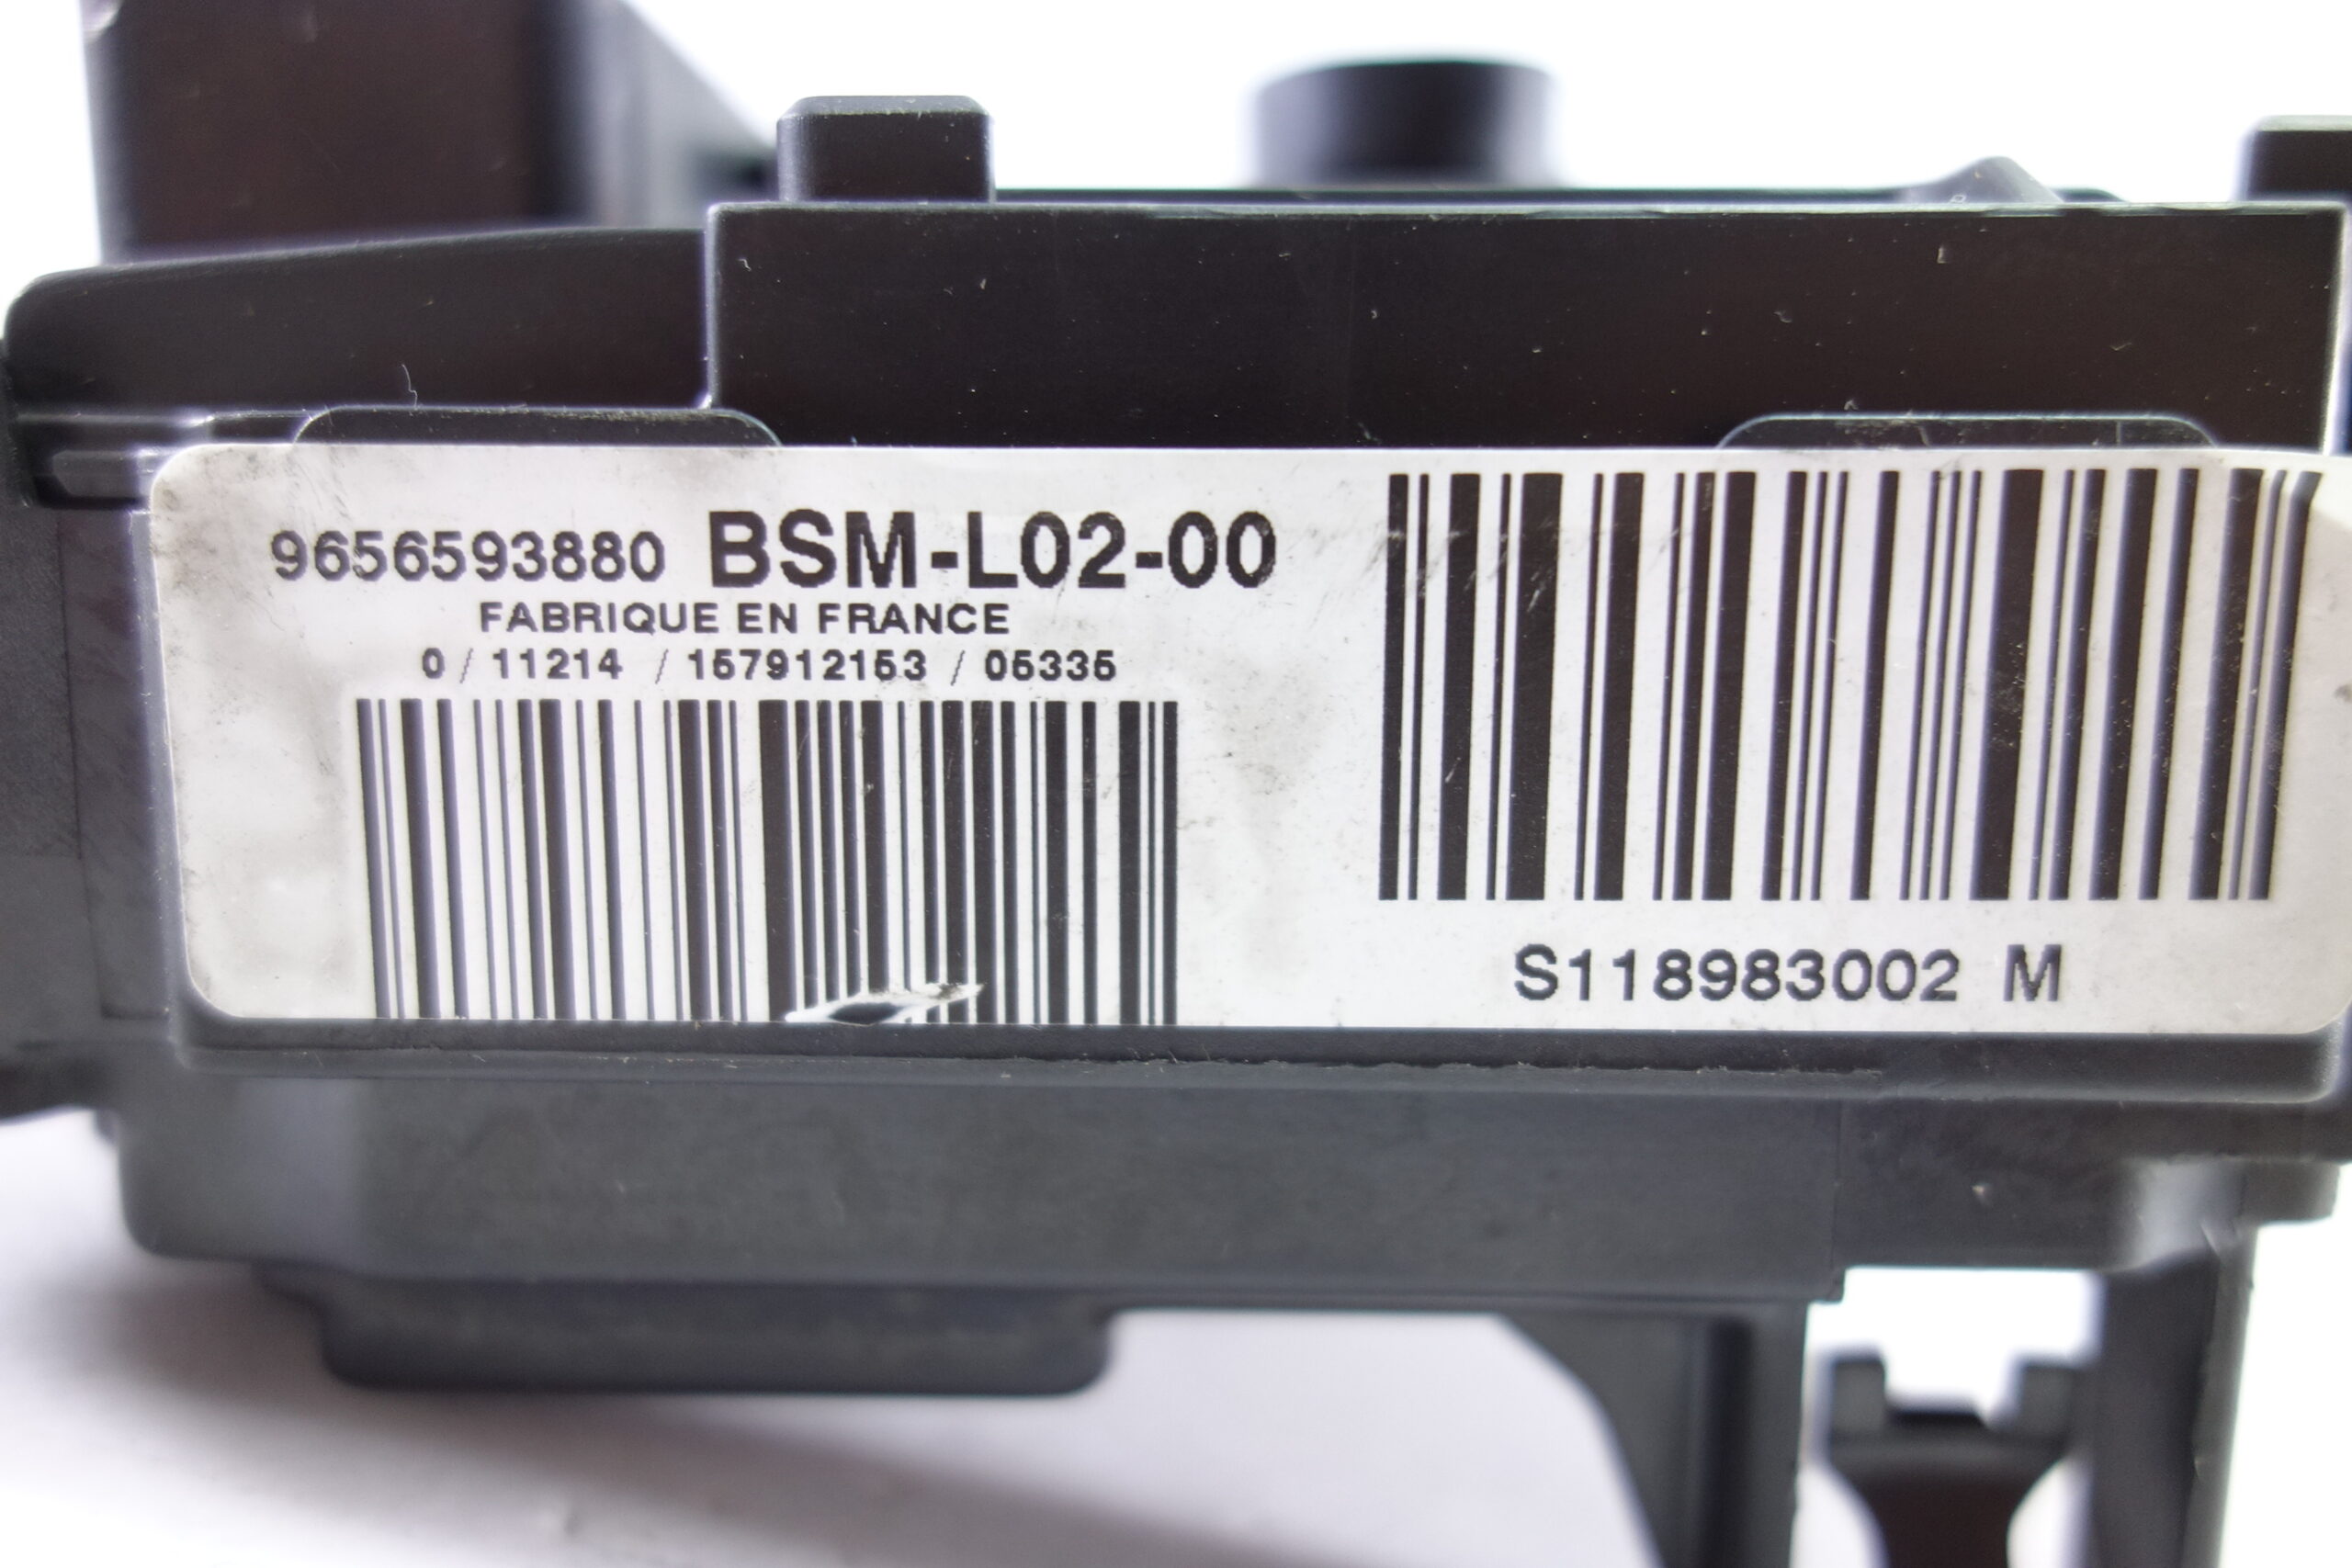 9656593880 BSM-L02-00
FABRIQUE EN FRANCE
0 / 11214 / 157912153 / 05335
S118983002 M